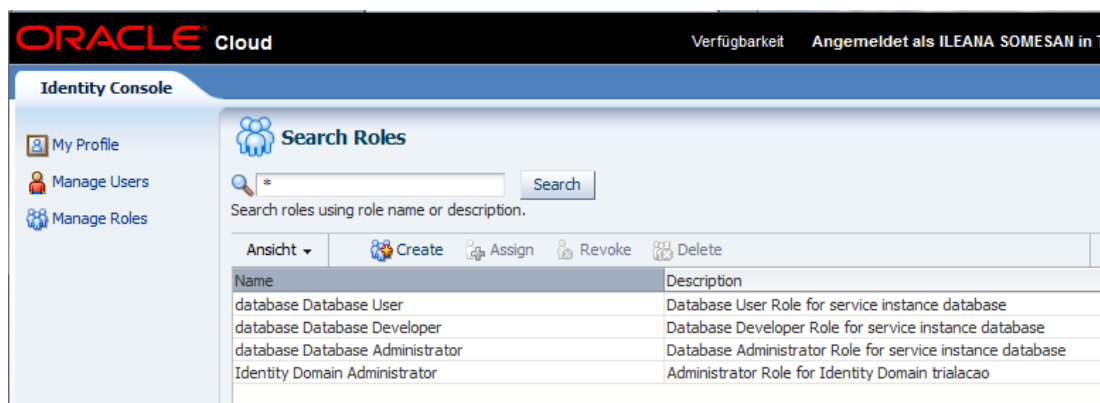 ORACLE Cloud Verfügbarkeit Angemeldet als ILEANA SOMESAN in
Identity Console
My Profile
Manage Users
Manage Roles
Search Roles
* Search
Search roles using role name or description.
Ansicht Create Assign Revoke Delete
Name Description
database Database User Database User Role for service instance database
database Database Developer Database Developer Role for service instance database
database Database Administrator Database Administrator Role for service instance database
Identity Domain Administrator Administrator Role for Identity Domain trialacao